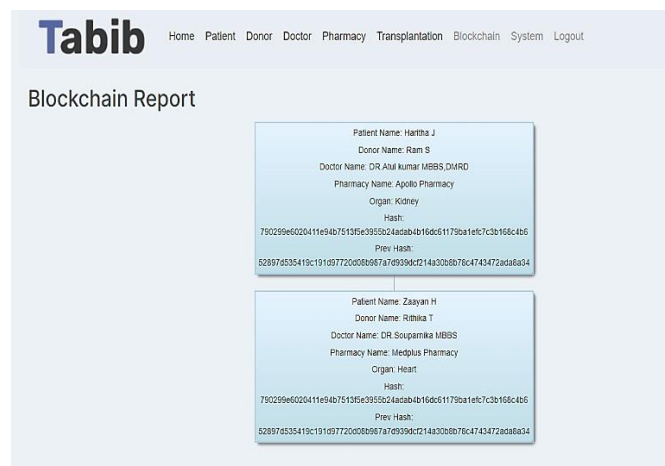 Tabib Home Patient Donor Doctor Pharmacy Transplantation Blockchain System Logout
Blockchain Report
Patient Name: Haritha J
Donor Name: Ram S
Doctor Name: DR.Atul kumar MBBS,DMRD
Pharmacy Name: Apollo Pharmacy
Organ: Kidney
Hash:
790299e6020411e94b7513f5e3955b24adab4b16dc61179ba1efc7c3b168c4b6
Prev Hash:
52897d535419c191d97720d08b987a7d939dcf214a30b8b78c4743472ada8a34
Patient Name: Zaayan H
Donor Name: Rithika T
Doctor Name: DR.Souparnika MBBS
Pharmacy Name: Medplus Pharmacy
Organ: Heart
Hash:
790299e6020411e94b7513f5e3955b24adab4b16dc61179ba1efc7c3b168c4b6
Prev Hash:
52897d535419c191d97720d08b987a7d939dcf214a30b8b78c4743472ada8a34